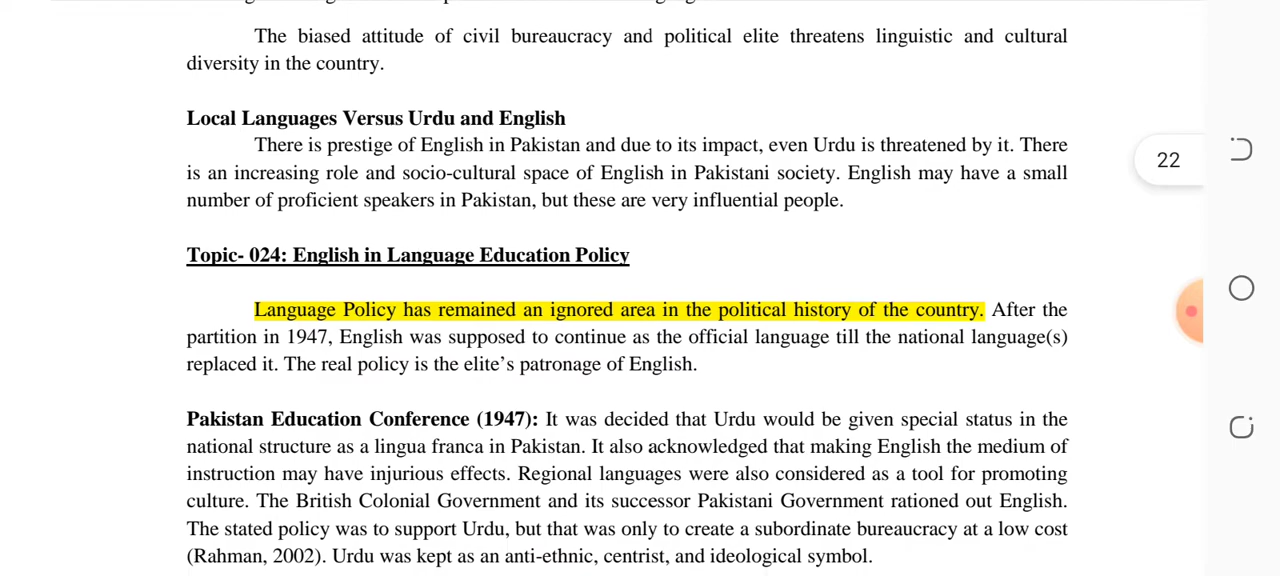 The biased attitude of civil bureaucracy and political elite threatens linguistic and cultural
diversity in the country.
Local Languages Versus Urdu and English
There is prestige of English in Pakistan and due to its impact, even Urdu is threatened by it. There
is an increasing role and socio-cultural space of English in Pakistani society. English may have a small
number of proficient speakers in Pakistan, but these are very influential people.
22
Topic- 024: English in Language Education Policy
Language Policy has remained an ignored area in the political history of the country. After the
partition in 1947, English was supposed to continue as the official language till the national language(s)
replaced it. The real policy is the elite’s patronage of English.
Pakistan Education Conference (1947): It was decided that Urdu would be given special status in the
national structure as a lingua franca in Pakistan. It also acknowledged that making English the medium of
instruction may have injurious effects. Regional languages were also considered as a tool for promoting
culture. The British Colonial Government and its successor Pakistani Government rationed out English.
The stated policy was to support Urdu, but that was only to create a subordinate bureaucracy at a low cost
(Rahman, 2002). Urdu was kept as an anti-ethnic, centrist, and ideological symbol.